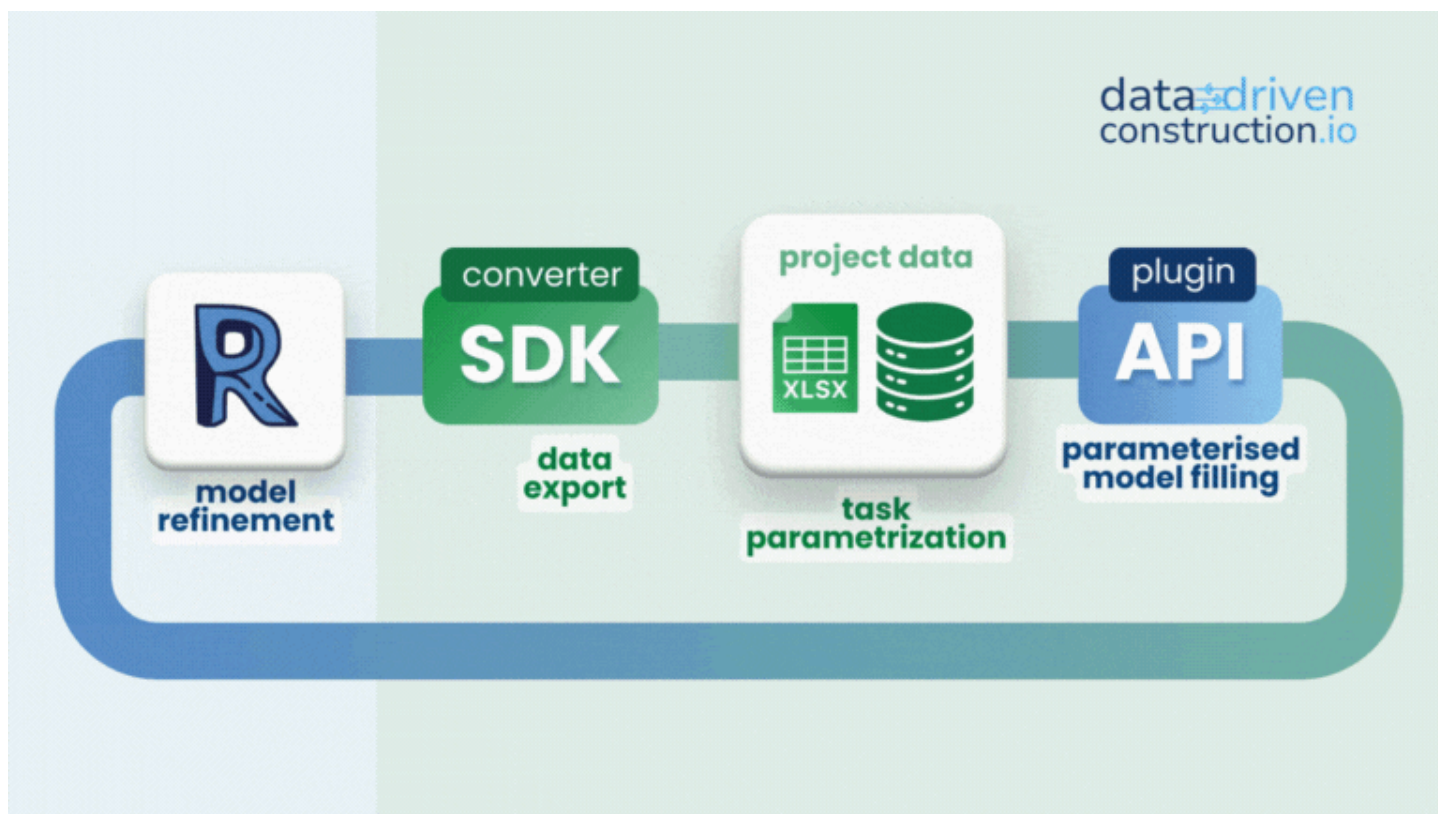 data driven
construction.io
converter
SDK
data
export
project data
XLSX
task
parametrization
plugin
API
parameterised
model filling
R
model
refinement